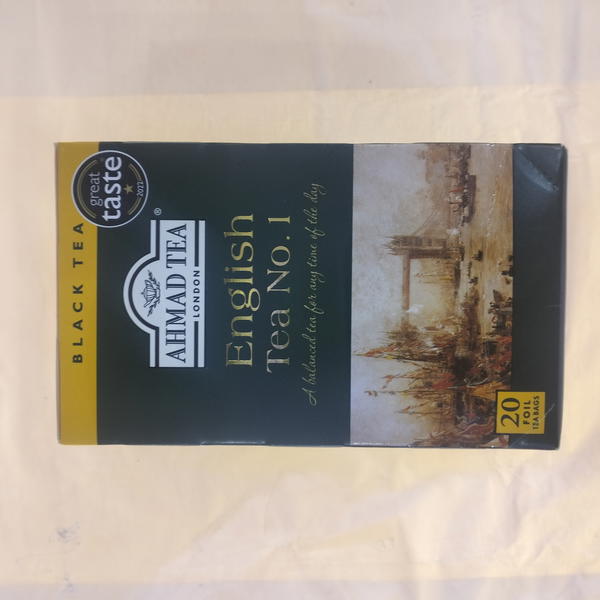 BLACK TEA
great
taste
2021
AHMAD TEA
®
LONDON
English
Tea No.1
A balanced tea for any time of the day
20
FOIL
TEABAGS